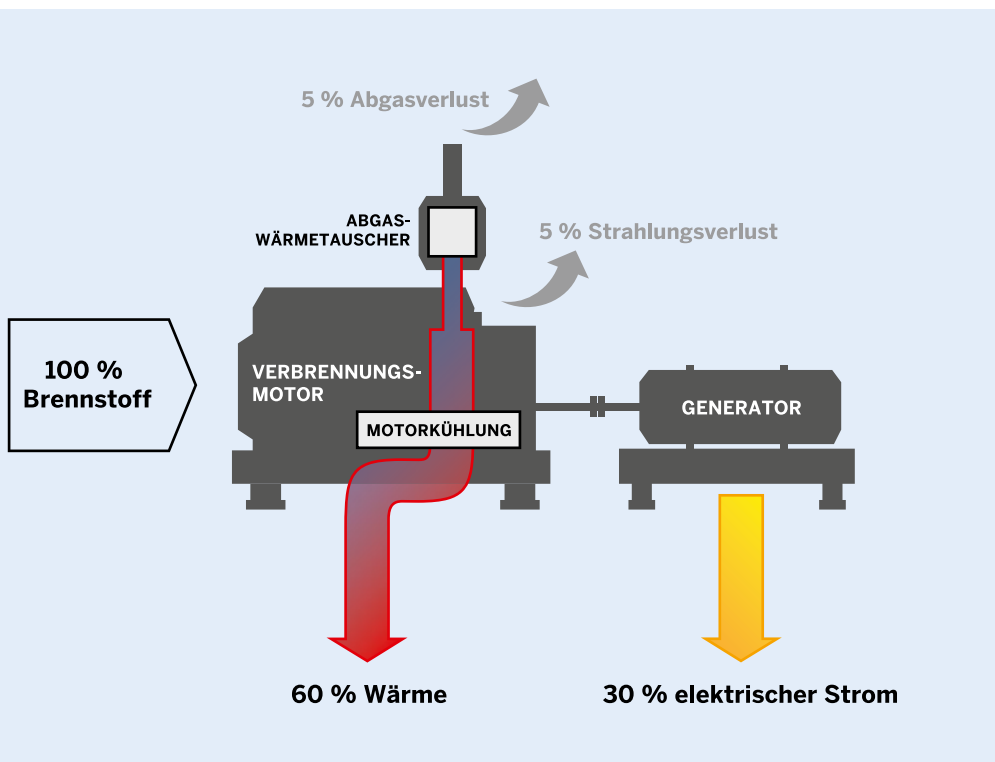 5 % Abgasverlust
ABGAS-
WÄRMETAUSCHER
5 % Strahlungsverlust
100 %
Brennstoff
VERBRENNUNGS-
MOTOR
MOTORKÜHLUNG
GENERATOR
60 % Wärme
30 % elektrischer Strom